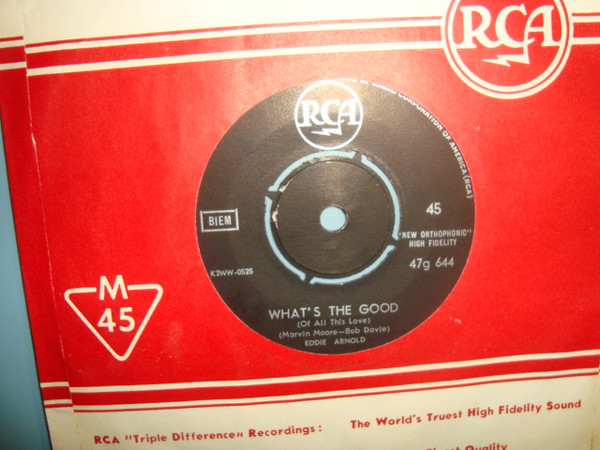 RCA
RCA
RADIO CORPORATION OF AMERICA (RCA)
BIEM
45
"NEW ORTHOPHONIC"
HIGH FIDELITY
K2WW-0525
47g 644
M
45
WHAT'S THE GOOD
(Of All This Love)
(Marvin Moore—Bob Davie)
EDDIE ARNOLD
RCA "Triple Difference" Recordings: The World's Truest High Fidelity Sound
Quality